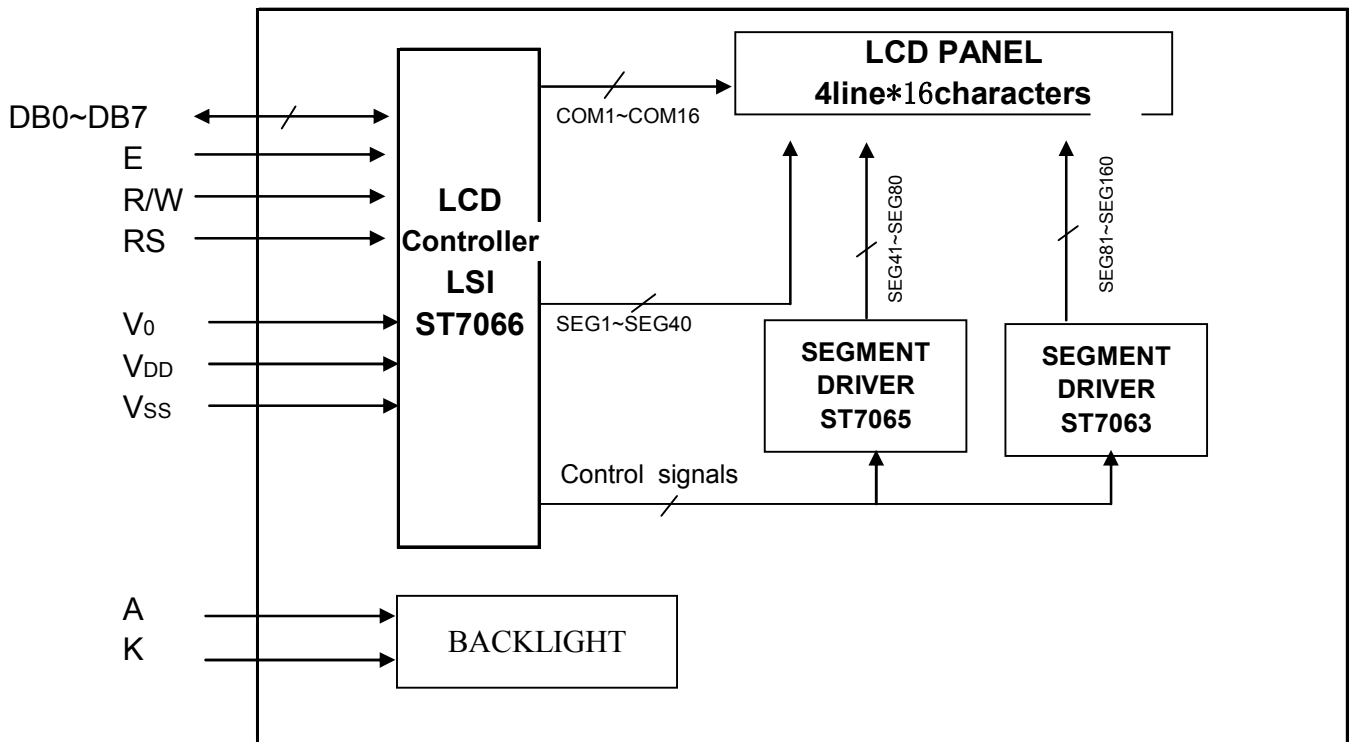 LCD PANEL
4line*16characters
DB0~DB7
COM1~COM16
E
R/W
RS
LCD
Controller
LSI
ST7066
SEG41~SEG80
SEG81~SEG160
V0
VDD
VSS
SEG1~SEG40
SEGMENT
DRIVER
ST7065
SEGMENT
DRIVER
ST7063
Control signals
A
K
BACKLIGHT